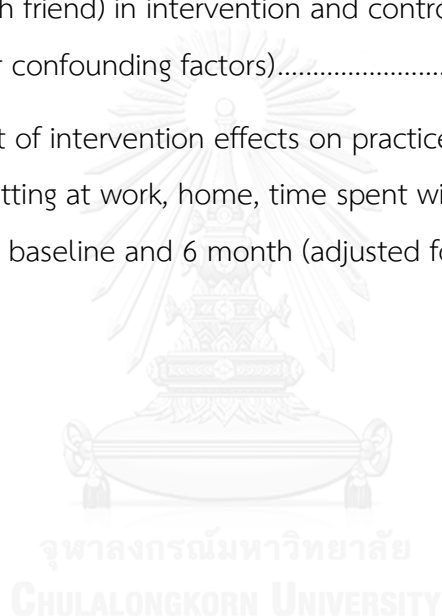 h friend) in intervention and contro
r confounding factors)......................
t of intervention effects on practice
tting at work, home, time spent wi
baseline and 6 month (adjusted fo
จุฬาลงกรณ์มหาวิทยาลัย
CHULALONGKORN UNIVERSITY